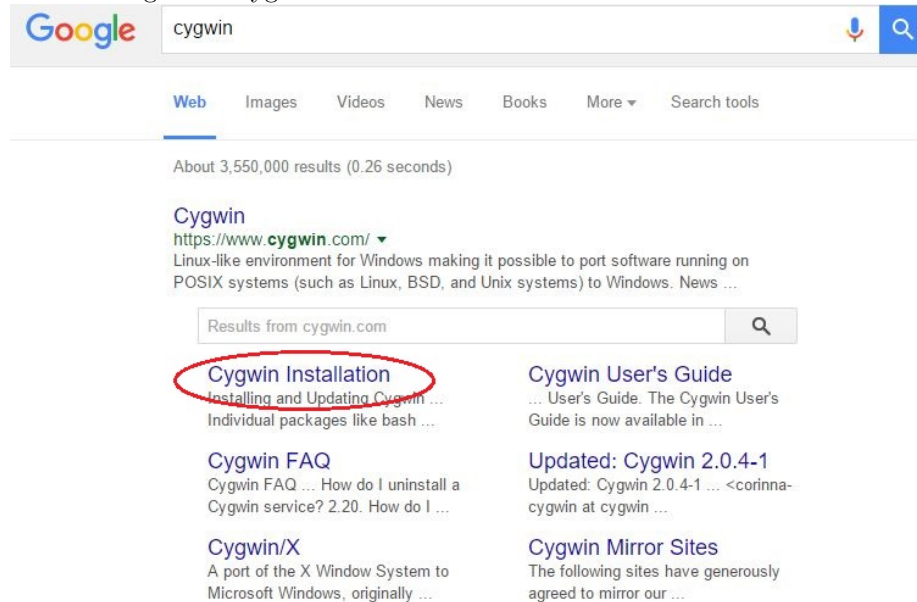 Google cygwin
Web Images Videos News Books More Search tools
About 3,550,000 results (0.26 seconds)
Cygwin
https://www.cygwin.com/
Linux-like environment for Windows making it possible to port software running on
POSIX systems (such as Linux, BSD, and Unix systems) to Windows. News ...
Results from cygwin.com
Cygwin Installation
Installing and Updating Cygwin ...
Individual packages like bash ...
Cygwin User's Guide
... User's Guide. The Cygwin User's
Guide is now available in ...
Cygwin FAQ
Cygwin FAQ ... How do I uninstall a
Cygwin service? 2.20. How do I ...
Updated: Cygwin 2.0.4-1
Updated: Cygwin 2.0.4-1 ... <corinna-
cygwin at cygwin ...
Cygwin/X
A port of the X Window System to
Microsoft Windows, originally ...
Cygwin Mirror Sites
The following sites have generously
agreed to mirror our ...